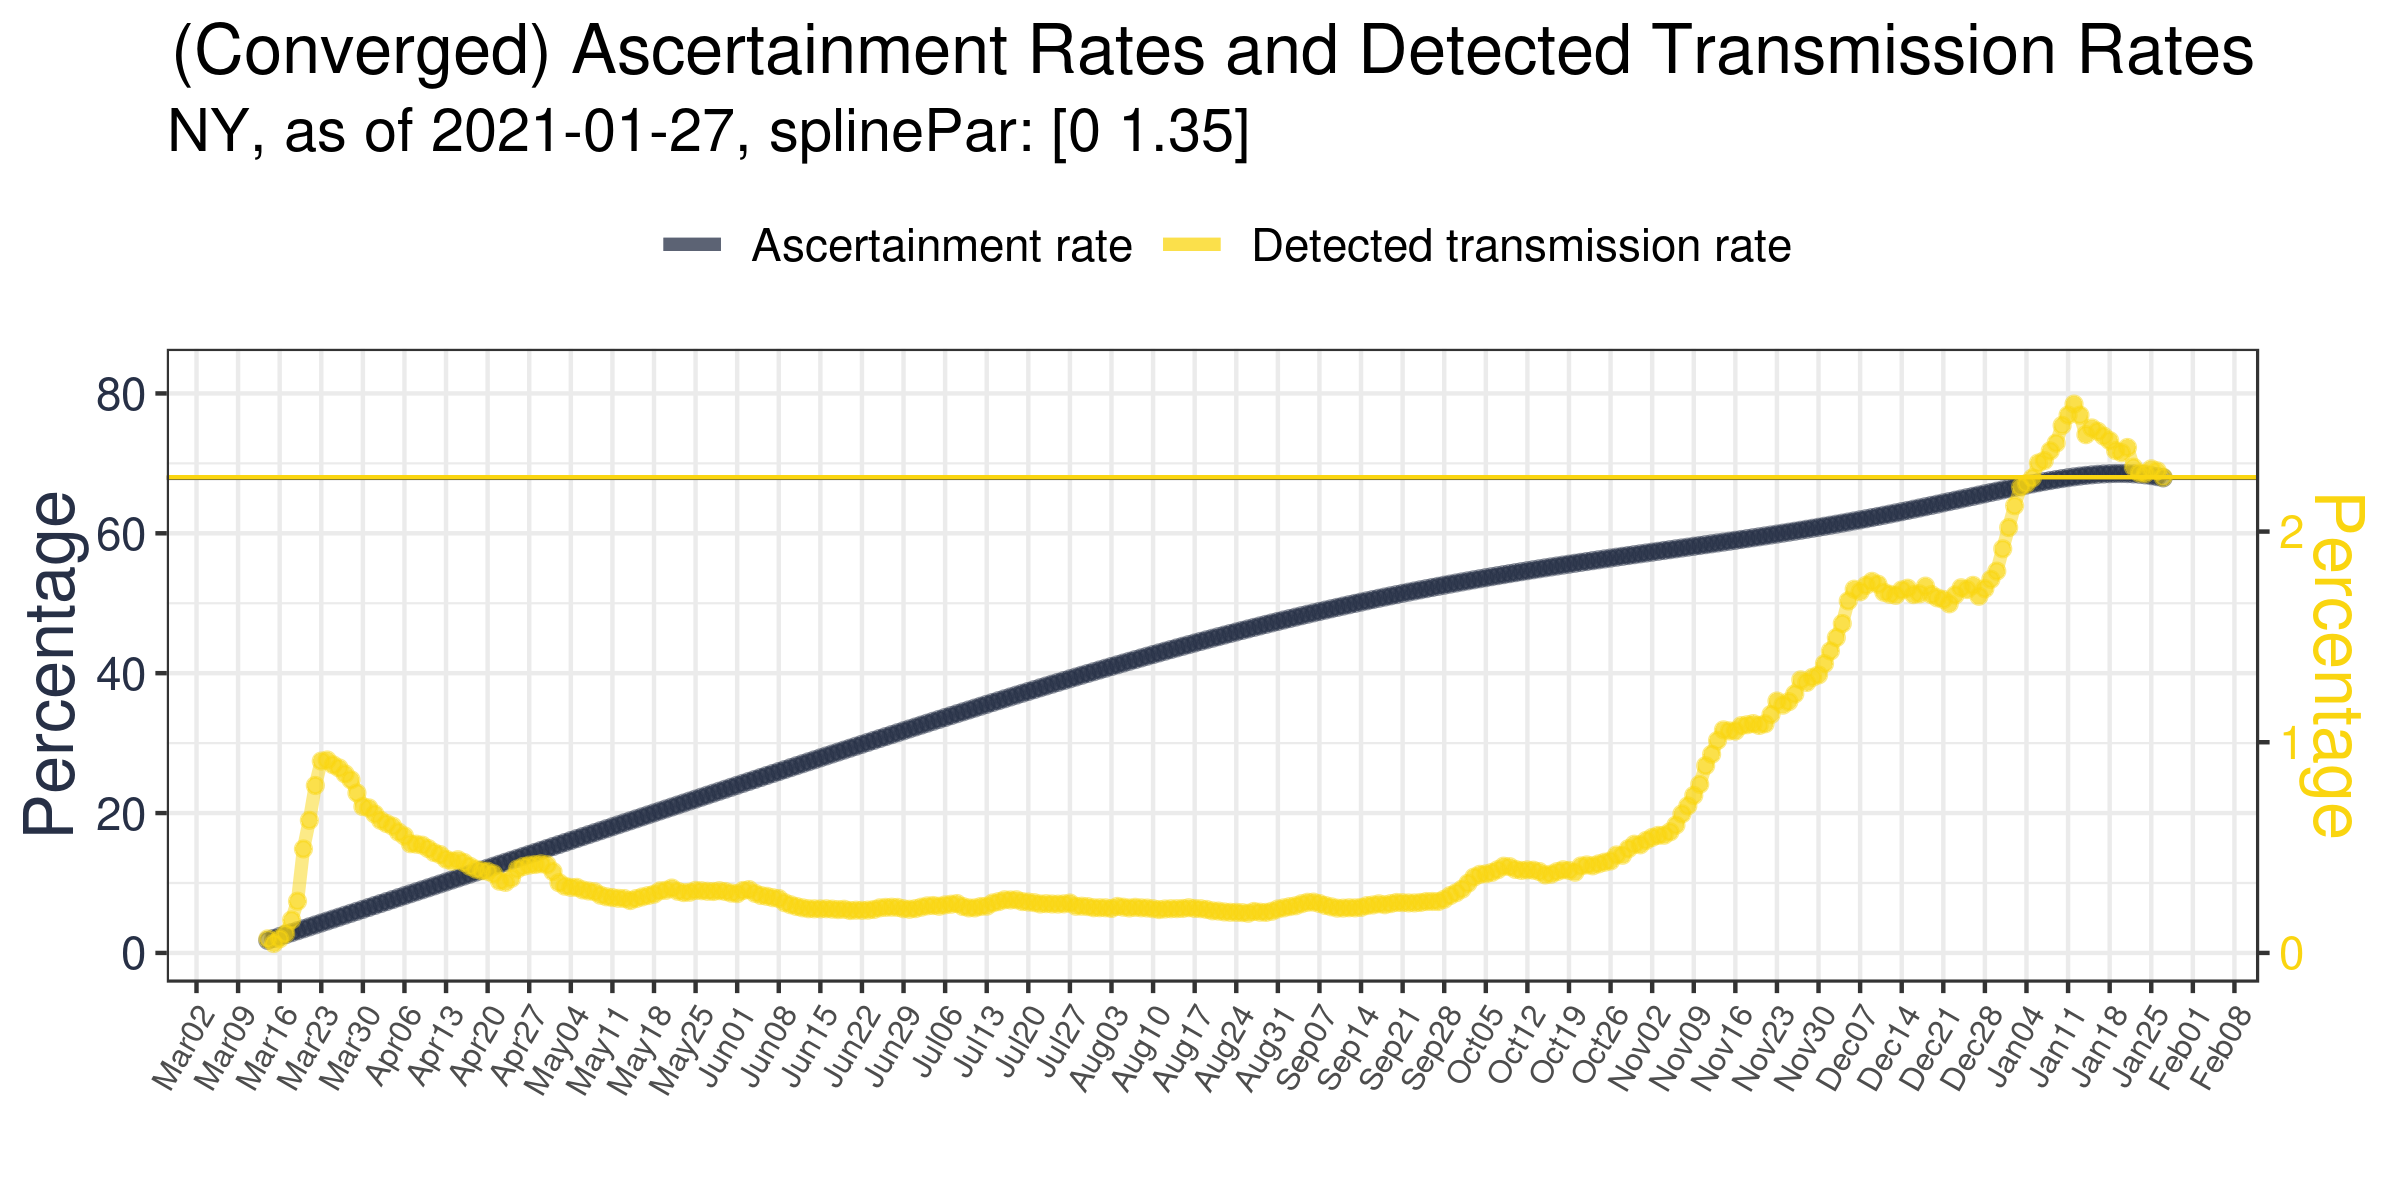 (Converged) Ascertainment Rates and Detected Transmission Rates
NY, as of 2021-01-27, splinePar: [0 1.35]
Ascertainment rate Detected transmission rate
Percentage
80
60
40
20
0
2
1
0
Percentage
Mar02 Mar09 Mar16 Mar23 Mar30 Apr06 Apr13 Apr20 Apr27 May04 May11 May18 May25 Jun01 Jun08 Jun15 Jun22 Jun29 Jul06 Jul13 Jul20 Jul27 Aug03 Aug10 Aug17 Aug24 Aug31 Sep07 Sep14 Sep21 Sep28 Oct05 Oct12 Oct19 Oct26 Nov02 Nov09 Nov16 Nov23 Nov30 Dec07 Dec14 Dec21 Dec28 Jan04 Jan11 Jan18 Jan25 Feb01 Feb08